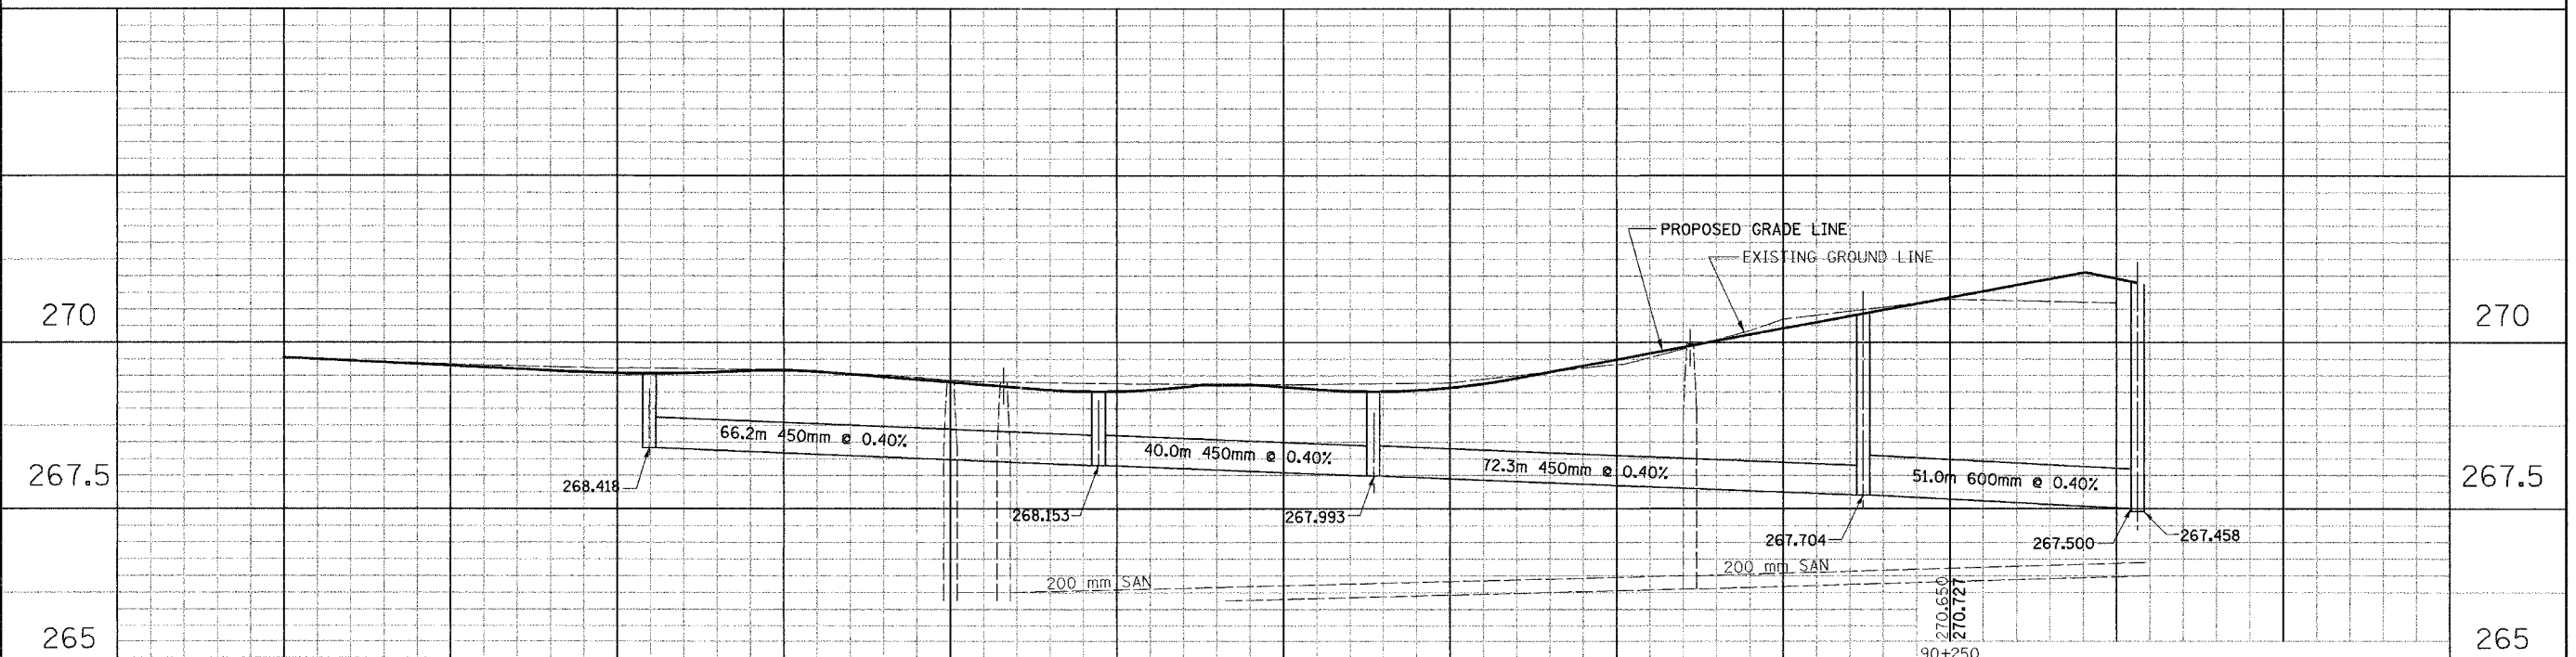 PROPOSED GRADE LINE
EXISTING GROUND LINE
270
270
66.2m 450mm @ 0.40%
40.0m 450mm @ 0.40%
72.3m 450mm @ 0.40%
51.0m 600mm @ 0.40%
267.5
267.5
268.418
268.153
267.993
267.704
267.500
267.458
200 mm SAN
200 mm SAN
270.650
270.727
265
265
90+250